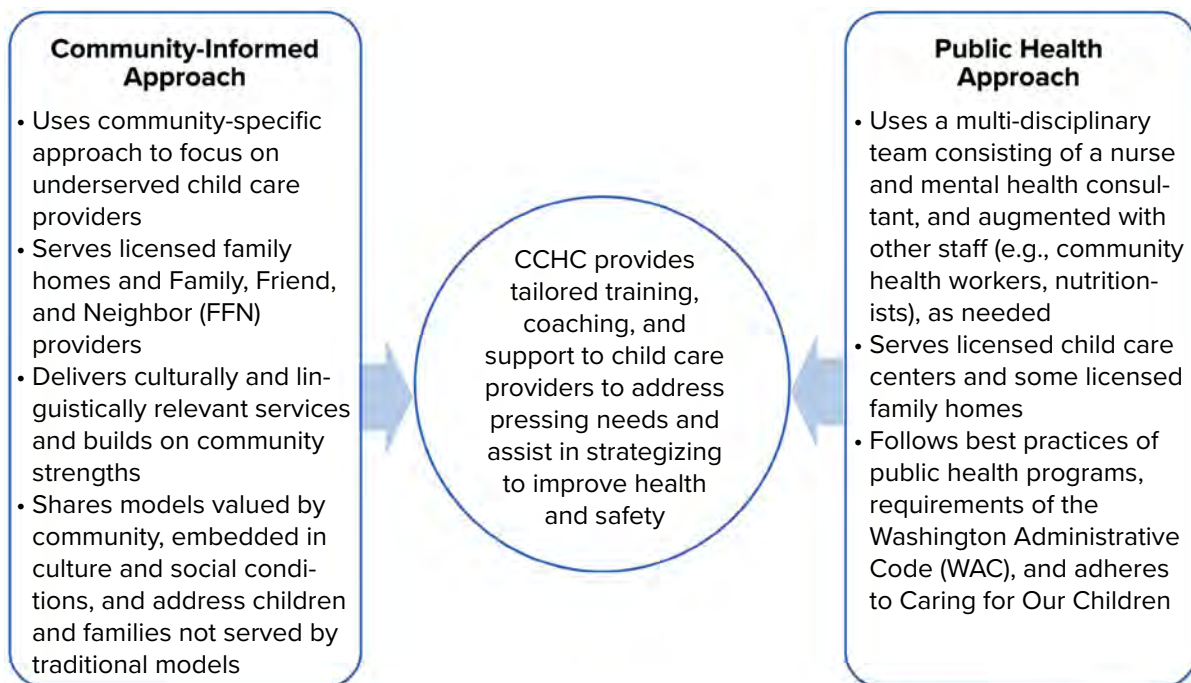 Community-Informed
Approach
• Uses community-specific
approach to focus on
underserved child care
providers
• Serves licensed family
homes and Family, Friend,
and Neighbor (FFN)
providers
• Delivers culturally and lin-
guistically relevant services
and builds on community
strengths
• Shares models valued by
community, embedded in
culture and social condi-
tions, and address children
and families not served by
traditional models
CCHC provides
tailored training,
coaching, and
support to child care
providers to address
pressing needs and
assist in strategizing
to improve health
and safety
Public Health
Approach
• Uses a multi-disciplinary
team consisting of a nurse
and mental health consul-
tant, and augmented with
other staff (e.g., community
health workers, nutrition-
ists), as needed
• Serves licensed child care
centers and some licensed
family homes
• Follows best practices of
public health programs,
requirements of the
Washington Administrative
Code (WAC), and adheres
to Caring for Our Children